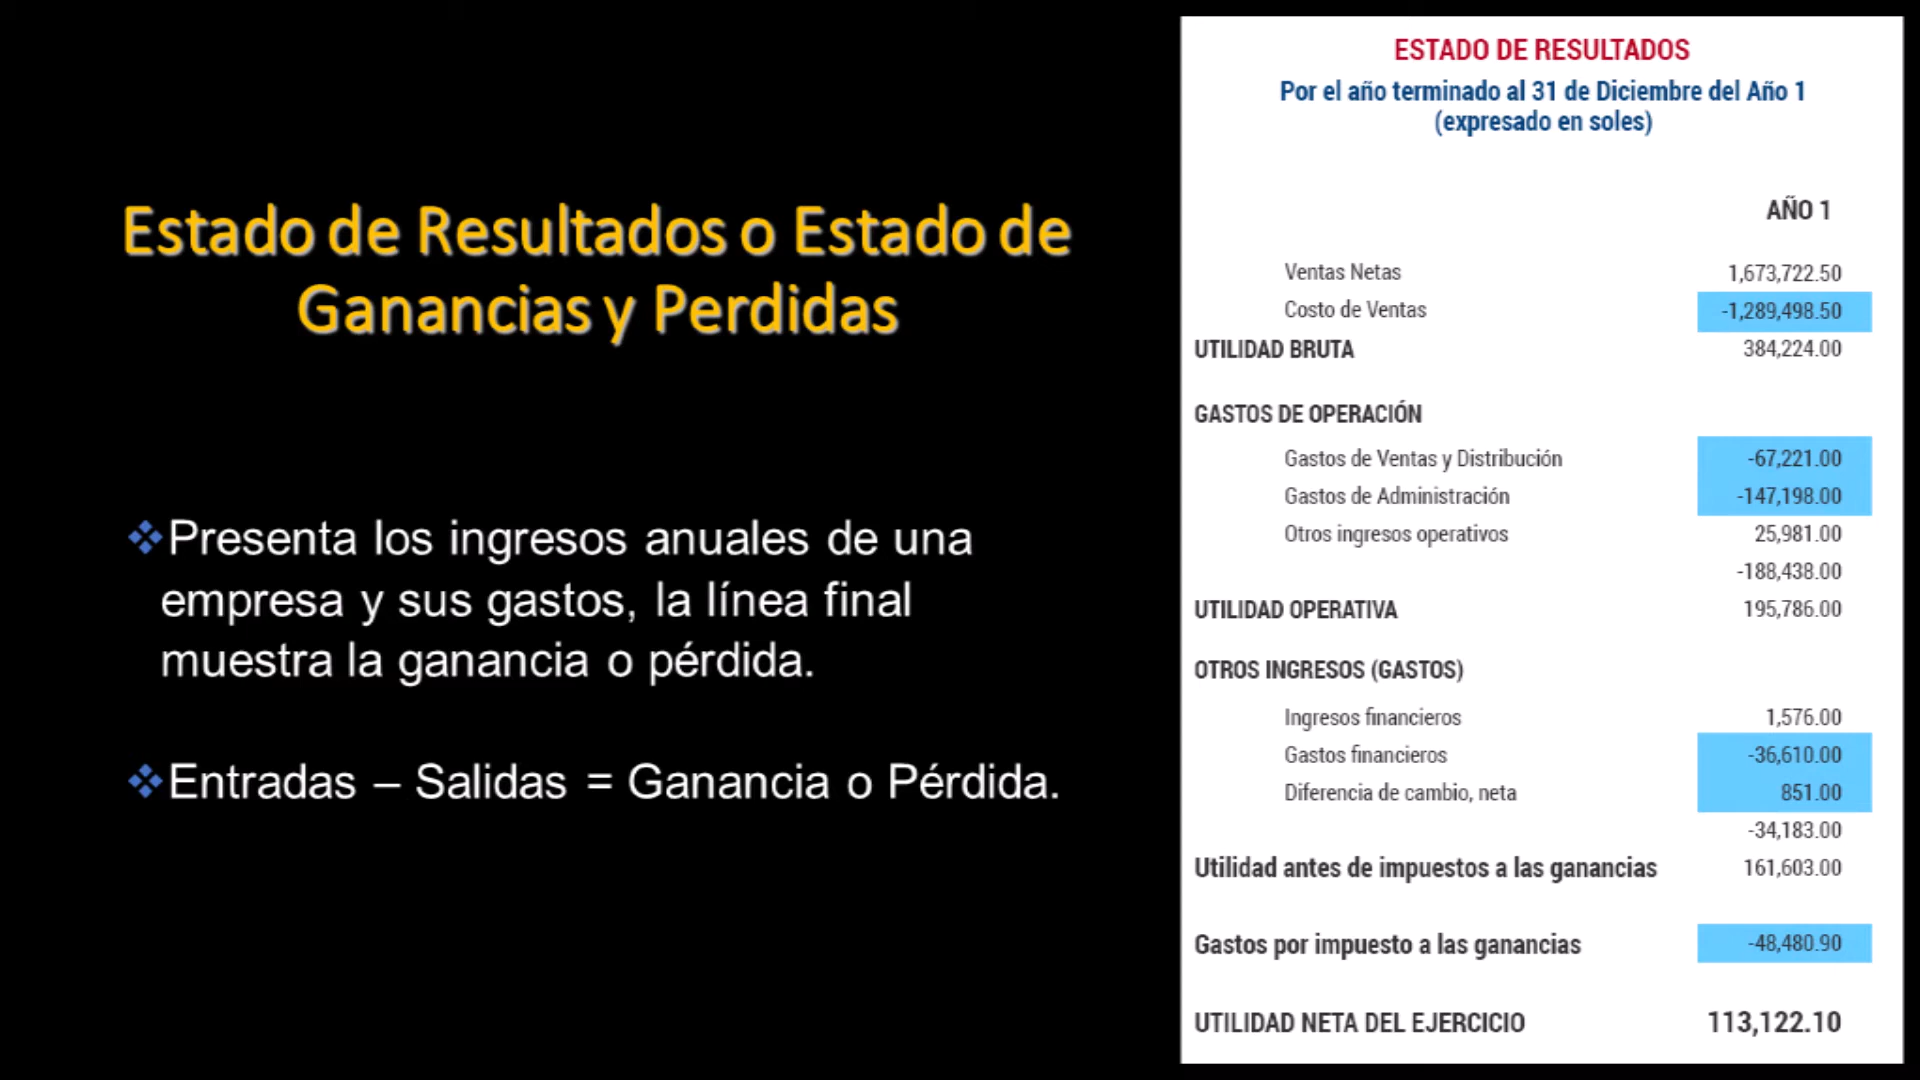 Estado de Resultados o Estado de
Ganancias y Perdidas
❖Presenta los ingresos anuales de una
empresa y sus gastos, la línea final
muestra la ganancia o pérdida.
❖Entradas – Salidas = Ganancia o Pérdida.
ESTADO DE RESULTADOS
Por el año terminado al 31 de Diciembre del Año 1
(expresado en soles)
AÑO 1
Ventas Netas 1,673,722.50
Costo de Ventas -1,289,498.50
UTILIDAD BRUTA 384,224.00
GASTOS DE OPERACIÓN
Gastos de Ventas y Distribución -67,221.00
Gastos de Administración -147,198.00
Otros ingresos operativos 25,981.00
-188,438.00
UTILIDAD OPERATIVA 195,786.00
OTROS INGRESOS (GASTOS)
Ingresos financieros 1,576.00
Gastos financieros -36,610.00
Diferencia de cambio, neta 851.00
-34,183.00
Utilidad antes de impuestos a las ganancias 161,603.00
Gastos por impuesto a las ganancias -48,480.90
UTILIDAD NETA DEL EJERCICIO 113,122.10